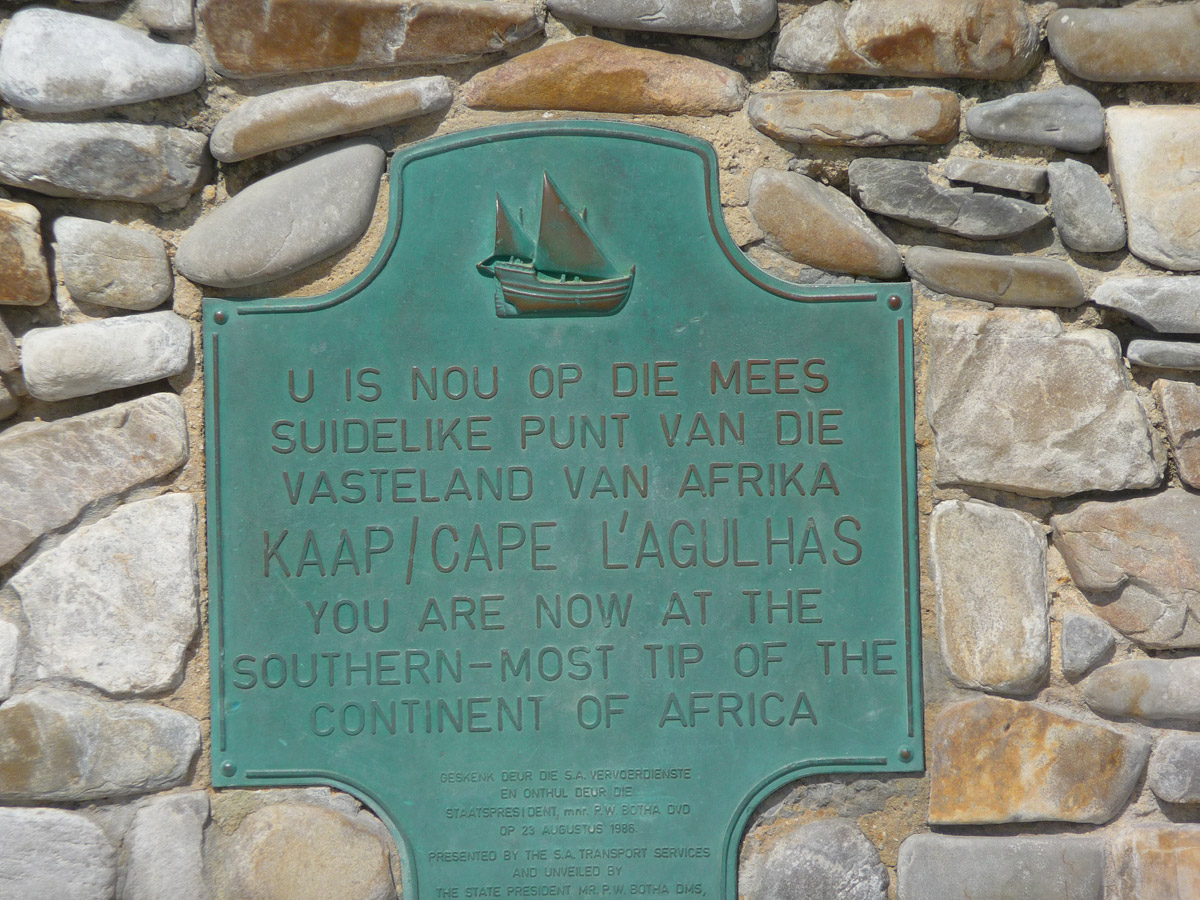 U IS NOU OP DIE MEES
SUIDELIKE PUNT VAN DIE
VASTELAND VAN AFRIKA
KAAP/CAPE L'AGULHAS
YOU ARE NOW AT THE
SOUTHERN-MOST TIP OF THE
CONTINENT OF AFRICA
GESKENK DEUR DIE S.A. VERVOERDIENSTE
EN ONTHUL DEUR DIE
STAATSPRESIDENT, mnr. P.W. BOTHA DVD
OP 23 AUGUSTUS 1986.
PRESENTED BY THE S.A. TRANSPORT SERVICES
AND UNVEILED BY
THE STATE PRESIDENT MR. P.W. BOTHA DMS,